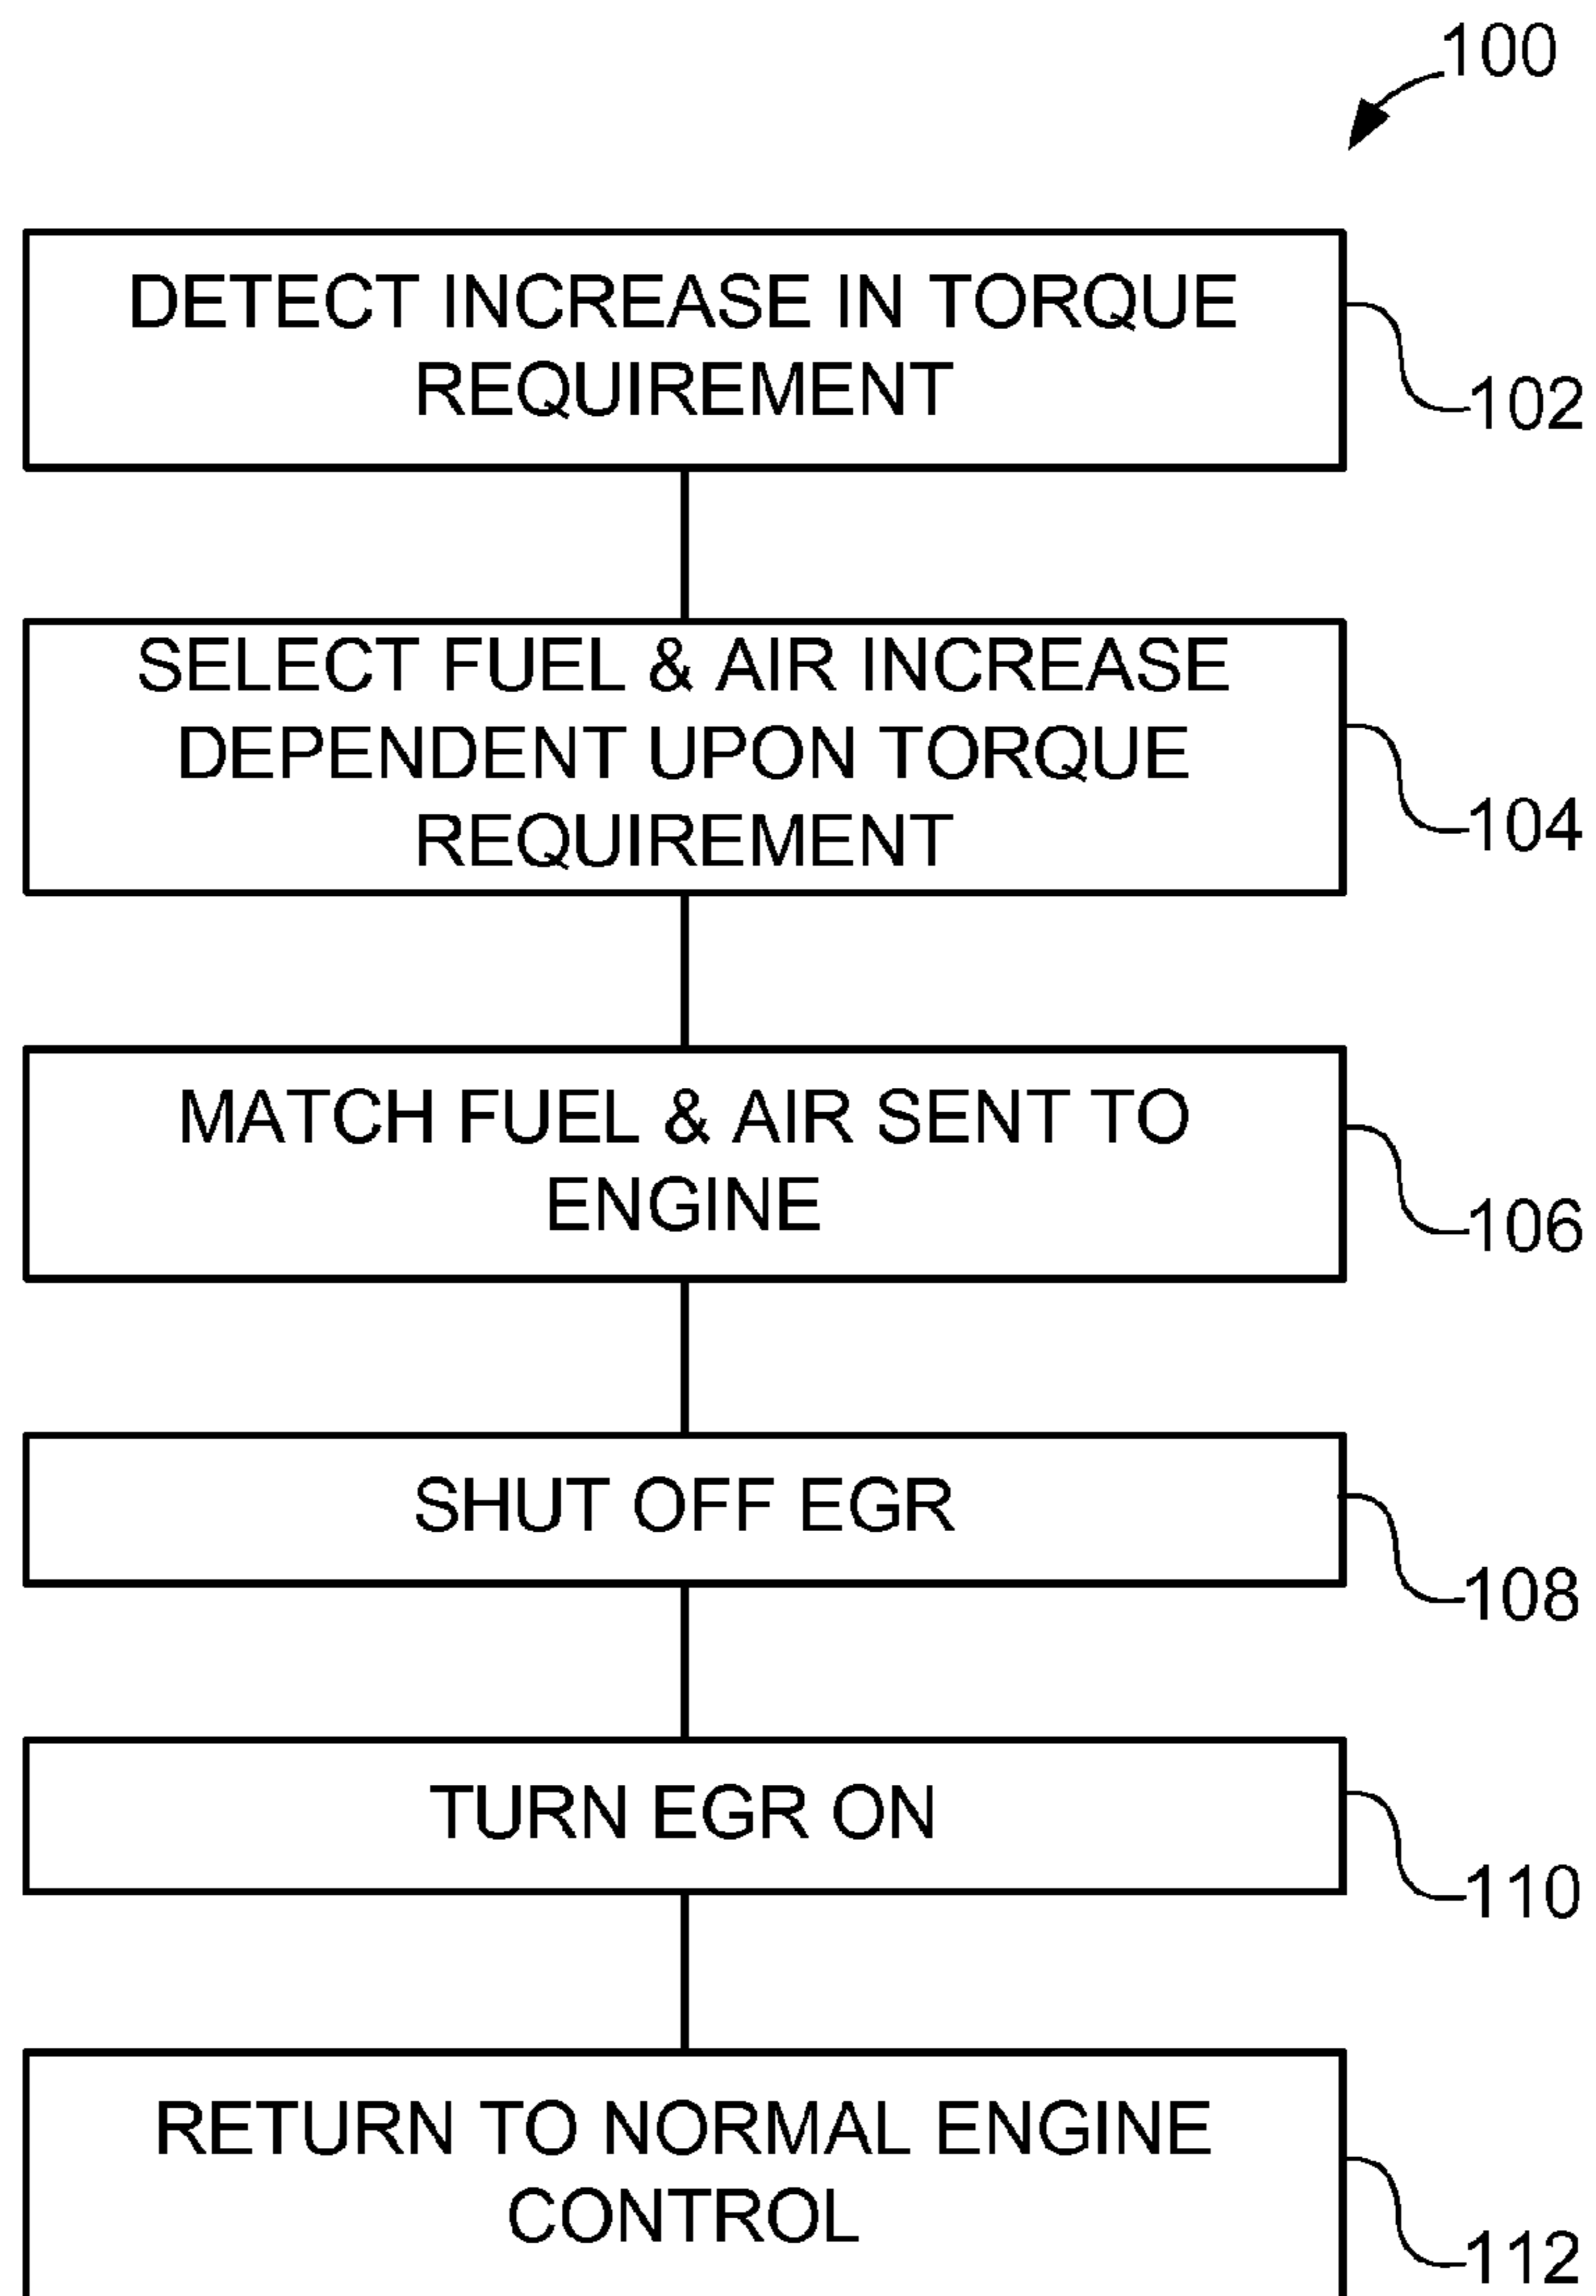 100
DETECT INCREASE IN TORQUE
REQUIREMENT
102
SELECT FUEL & AIR INCREASE
DEPENDENT UPON TORQUE
REQUIREMENT
104
MATCH FUEL & AIR SENT TO
ENGINE
106
SHUT OFF EGR
108
TURN EGR ON
110
RETURN TO NORMAL ENGINE
CONTROL
112